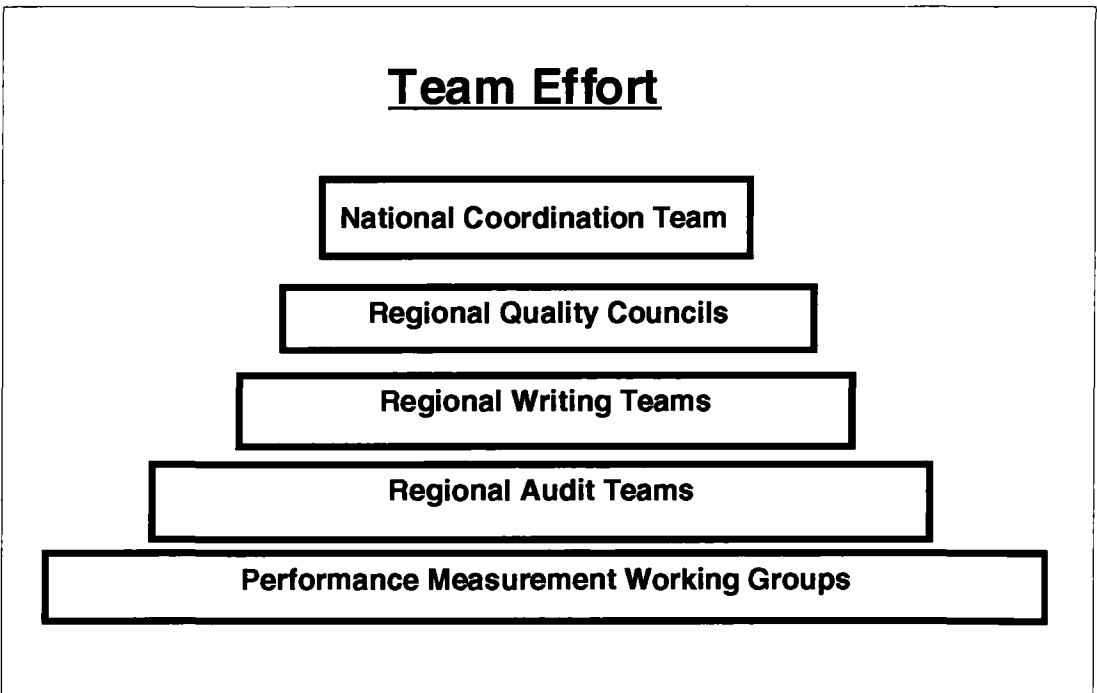 Team Effort
National Coordination Team
Regional Quality Councils
Regional Writing Teams
Regional Audit Teams
Performance Measurement Working Groups